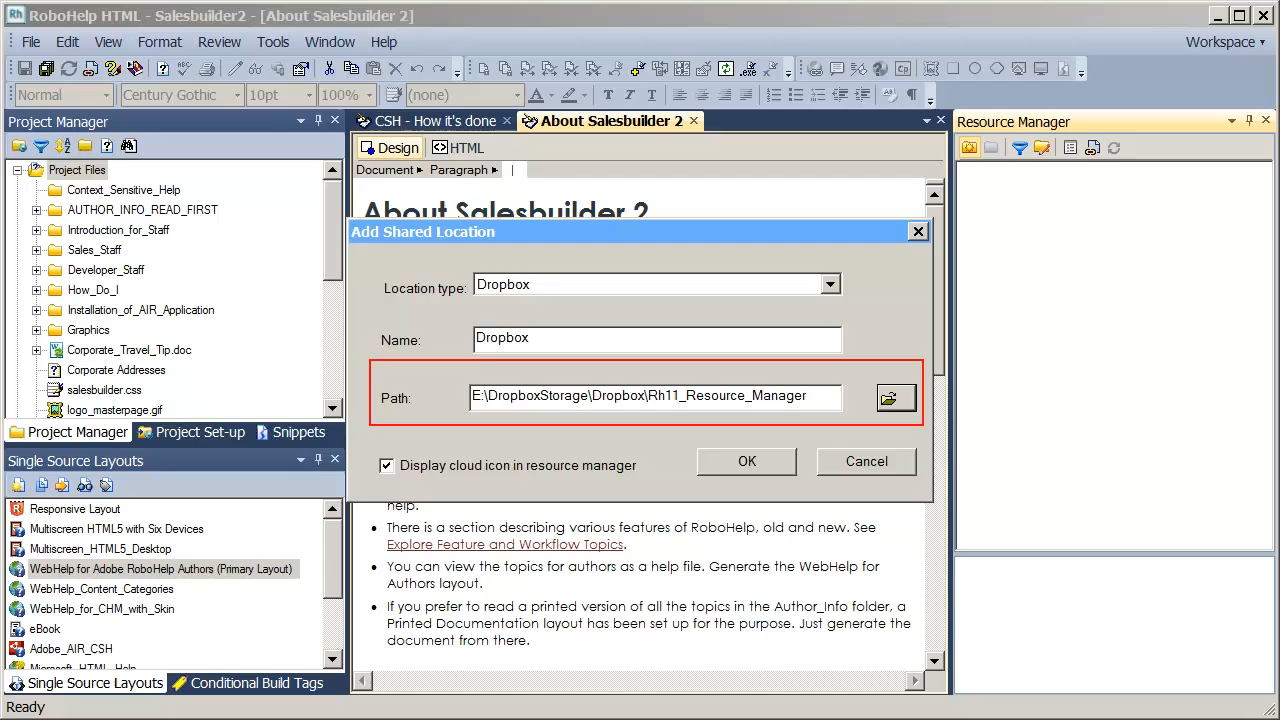 RoboHelp HTML - Salesbuilder2 - [About Salesbuilder 2]
File Edit View Format Review Tools Window Help Workspace
Normal Century Gothic 10pt 100% (none)
Project Manager
Project Files
Context_Sensitive_Help
AUTHOR_INFO_READ_FIRST
Introduction_for_Staff
Sales_Staff
Developer_Staff
How_Do_I
Installation_of_AIR_Application
Graphics
Corporate_Travel_Tip.doc
Corporate Addresses
salesbuilder.css
logo_masterpage.gif
Project Manager Project Set-up Snippets
Single Source Layouts
Responsive Layout
Multiscreen HTML5 with Six Devices
Multiscreen_HTML5_Desktop
WebHelp for Adobe RoboHelp Authors (Primary Layout)
WebHelp_Content_Categories
WebHelp_for_CHM_with_Skin
eBook
Adobe_AIR_CSH
Microsoft_HTML_Help
Single Source Layouts Conditional Build Tags
CSH - How it's done About Salesbuilder 2
Design HTML
Document Paragraph
About Salesbuilder 2
Add Shared Location
Location type: Dropbox
Name: Dropbox
Path: E:\DropboxStorage\Dropbox\Rh11_Resource_Manager
Display cloud icon in resource manager OK Cancel
help.
• There is a section describing various features of RoboHelp, old and new. See
Explore Feature and Workflow Topics.
• You can view the topics for authors as a help file. Generate the WebHelp for
Authors layout.
• If you prefer to read a printed version of all the topics in the Author_Info folder, a
Printed Documentation layout has been set up for the purpose. Just generate the
document from there.
Resource Manager
Ready